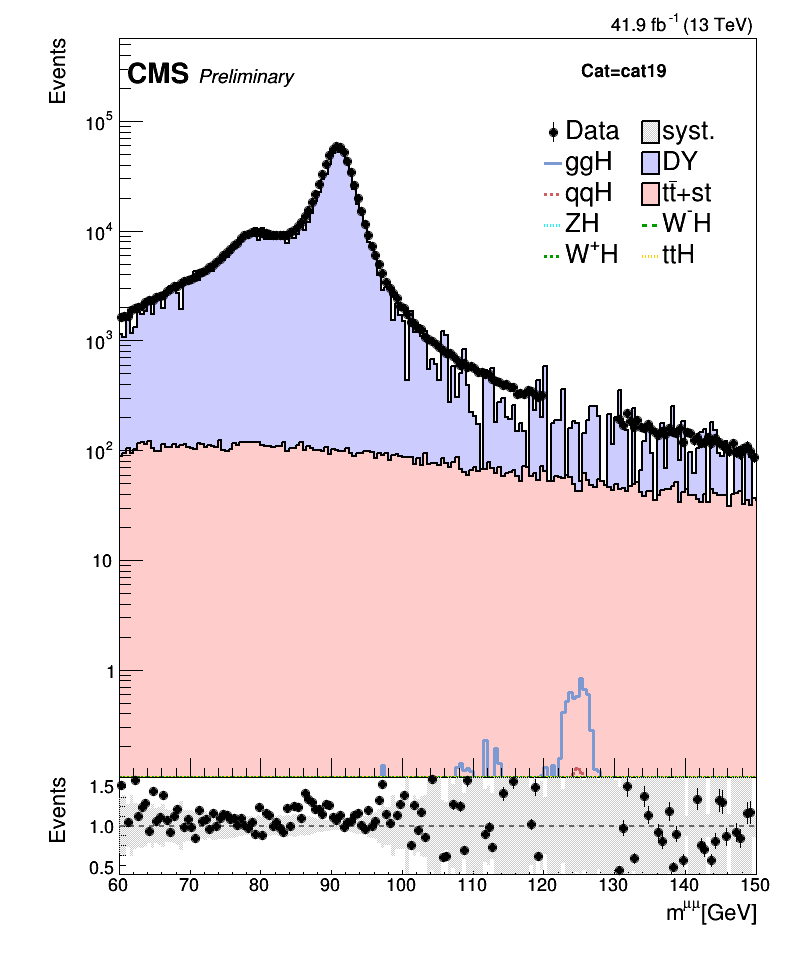 41.9 fb⁻¹ (13 TeV)
Events
CMS Preliminary
Cat=cat19
Data
syst.
ggH
DY
qqH
tt̄+st
ZH
W⁻H
W⁺H
ttH
10⁵
10⁴
10³
10²
10
1
Events
1.5
1.0
0.5
60 70 80 90 100 110 120 130 140 150
m^μμ[GeV]